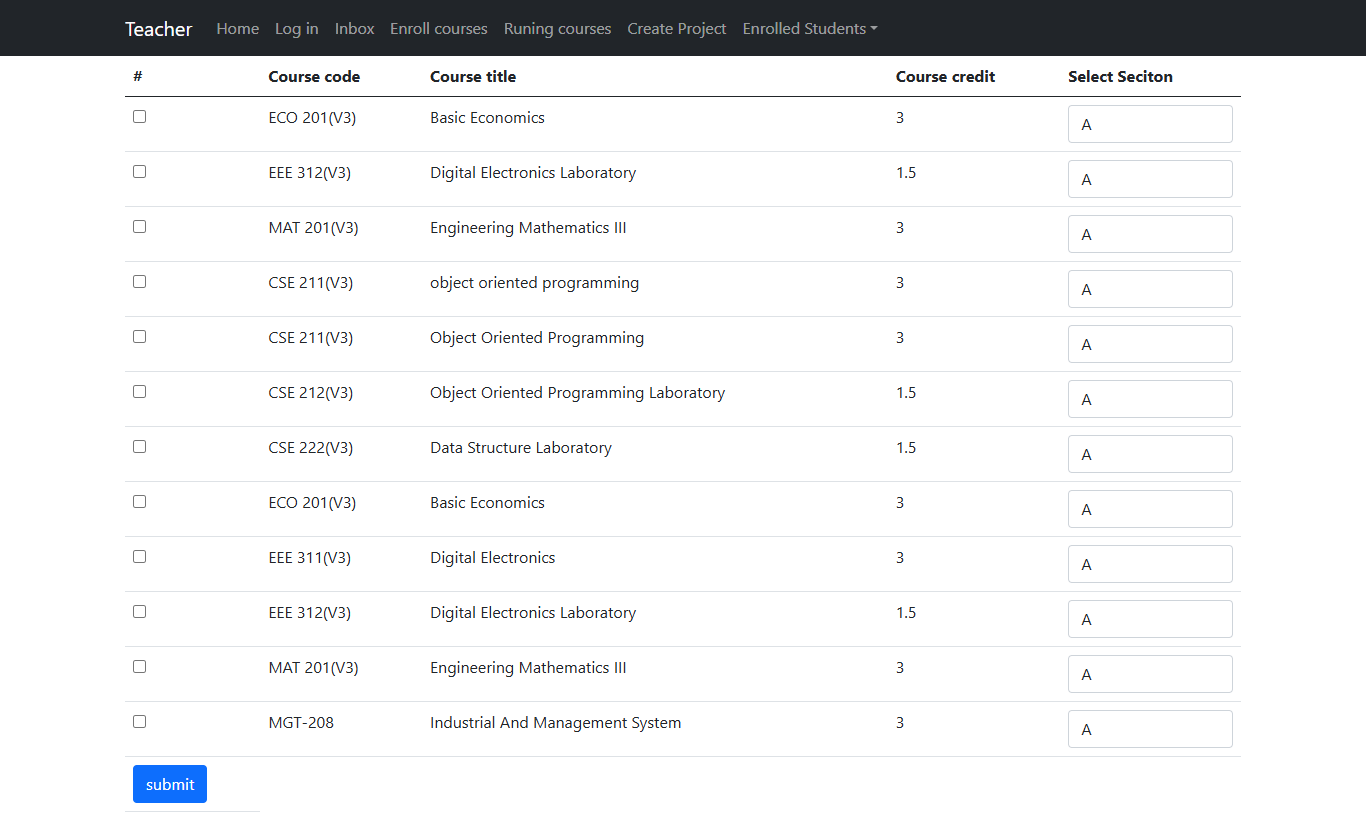 Teacher Home Log in Inbox Enroll courses Runing courses Create Project Enrolled Students
# Course code Course title Course credit Select Seciton
ECO 201(V3) Basic Economics 3 A
EEE 312(V3) Digital Electronics Laboratory 1.5 A
MAT 201(V3) Engineering Mathematics III 3 A
CSE 211(V3) object oriented programming 3 A
CSE 211(V3) Object Oriented Programming 3 A
CSE 212(V3) Object Oriented Programming Laboratory 1.5 A
CSE 222(V3) Data Structure Laboratory 1.5 A
ECO 201(V3) Basic Economics 3 A
EEE 311(V3) Digital Electronics 3 A
EEE 312(V3) Digital Electronics Laboratory 1.5 A
MAT 201(V3) Engineering Mathematics III 3 A
MGT-208 Industrial And Management System 3 A
submit